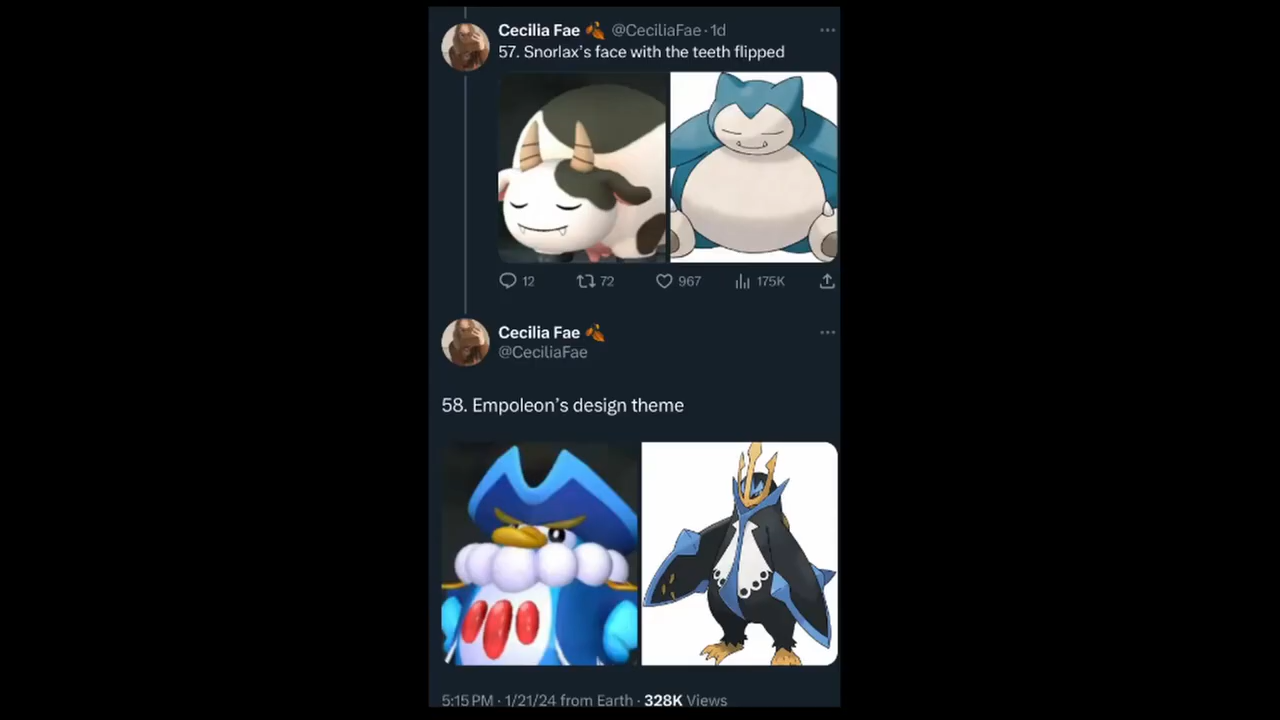 Cecilia Fae 🍂 @CeciliaFae · 1d
57. Snorlax's face with the teeth flipped
12 72 967 175K
Cecilia Fae 🍂
@CeciliaFae
58. Empoleon's design theme
5:15 PM · 1/21/24 from Earth · 328K Views